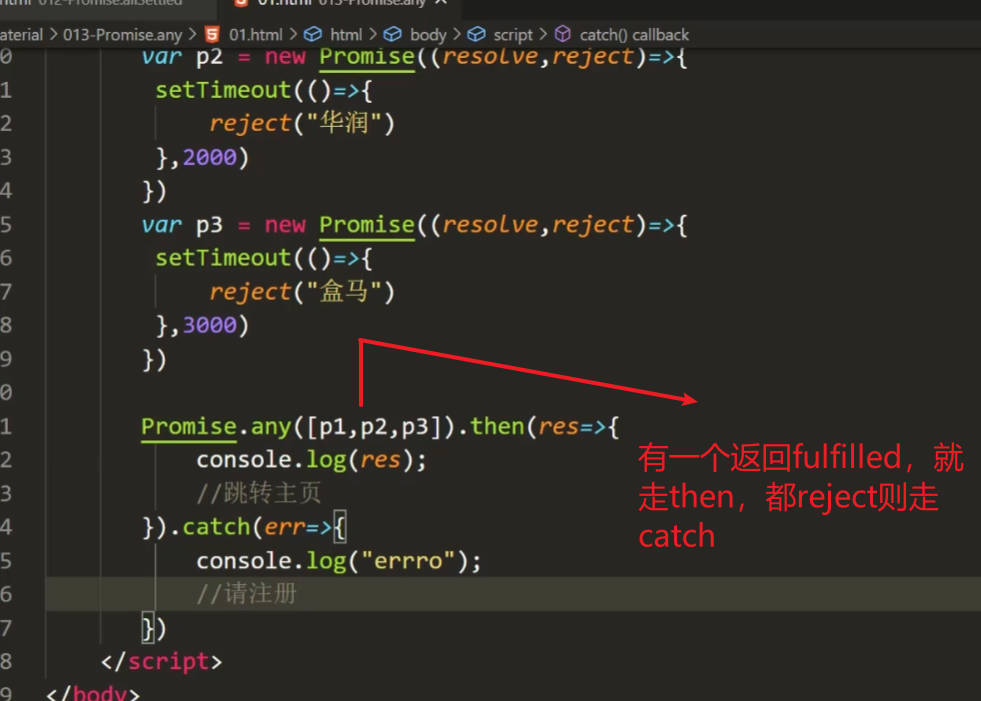 html 012-Promise.allSettled 01.html 013-Promise.any ×
aterial > 013-Promise.any > 01.html > html > body > script > catch() callback
0 var p2 = new Promise((resolve,reject)=>{
1 setTimeout(()=>{
2 reject("华润")
3 },2000)
4 })
5 var p3 = new Promise((resolve,reject)=>{
6 setTimeout(()=>{
7 reject("盒马")
8 },3000)
9 })
0
1 Promise.any([p1,p2,p3]).then(res=>{
2 console.log(res);
3 //跳转主页
4 }).catch(err=>{
5 console.log("errro");
6 //请注册
7 })
8 </script>
9 </body>
有一个返回fulfilled，就
走then，都reject则走
catch